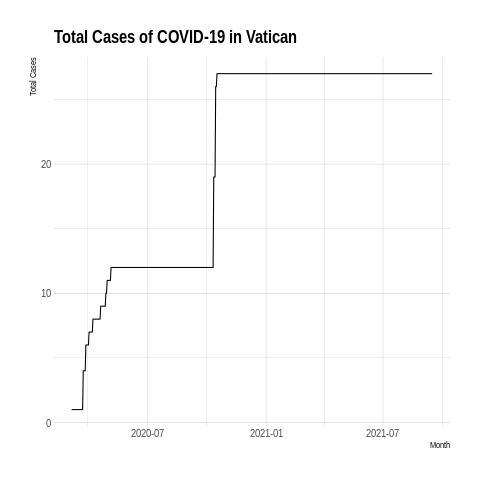 Total Cases of COVID-19 in Vatican
Total Cases
20
10
0
2020-07 2021-01 2021-07
Month